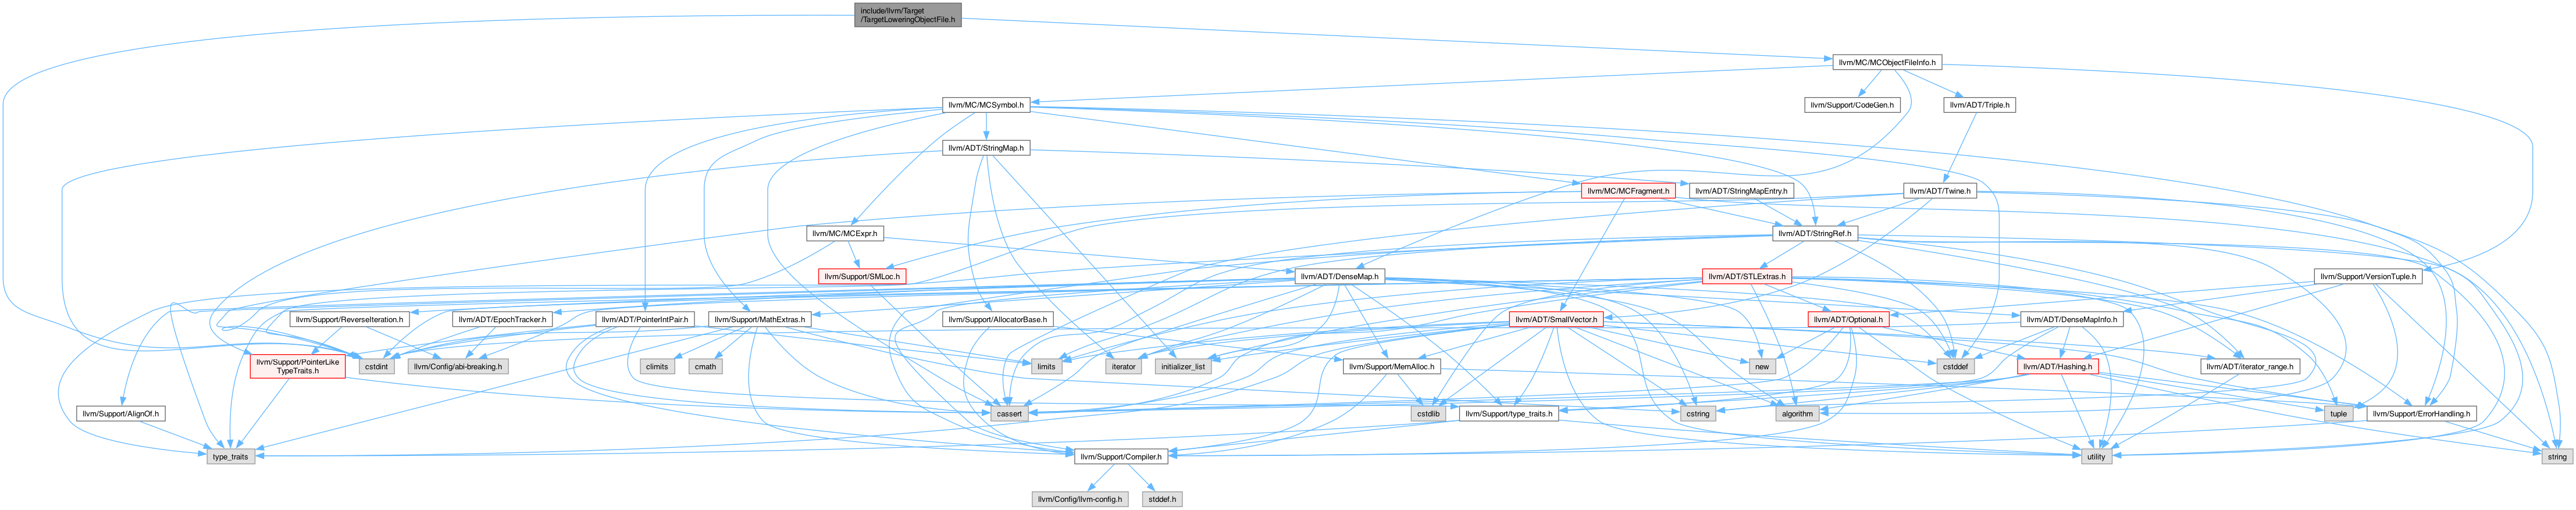 include/llvm/Target
/TargetLoweringObjectFile.h
llvm/MC/MCObjectFileInfo.h
llvm/MC/MCSymbol.h
llvm/Support/CodeGen.h
llvm/ADT/Triple.h
llvm/ADT/StringMap.h
llvm/MC/MCFragment.h
llvm/ADT/StringMapEntry.h
llvm/ADT/Twine.h
llvm/MC/MCExpr.h
llvm/ADT/StringRef.h
llvm/Support/SMLoc.h
llvm/ADT/DenseMap.h
llvm/ADT/STLExtras.h
llvm/Support/VersionTuple.h
llvm/Support/ReverseIteration.h
llvm/ADT/EpochTracker.h
llvm/ADT/PointerIntPair.h
llvm/Support/MathExtras.h
llvm/Support/AllocatorBase.h
llvm/ADT/SmallVector.h
llvm/ADT/Optional.h
llvm/ADT/DenseMapInfo.h
llvm/Support/PointerLike
TypeTraits.h
cstdint
llvm/Config/abi-breaking.h
climits
cmath
limits
iterator
initializer_list
llvm/Support/MemAlloc.h
new
cstddef
llvm/ADT/Hashing.h
llvm/ADT/iterator_range.h
llvm/Support/AlignOf.h
cassert
cstdlib
llvm/Support/type_traits.h
cstring
algorithm
tuple
llvm/Support/ErrorHandling.h
type_traits
llvm/Support/Compiler.h
utility
string
llvm/Config/llvm-config.h
stddef.h